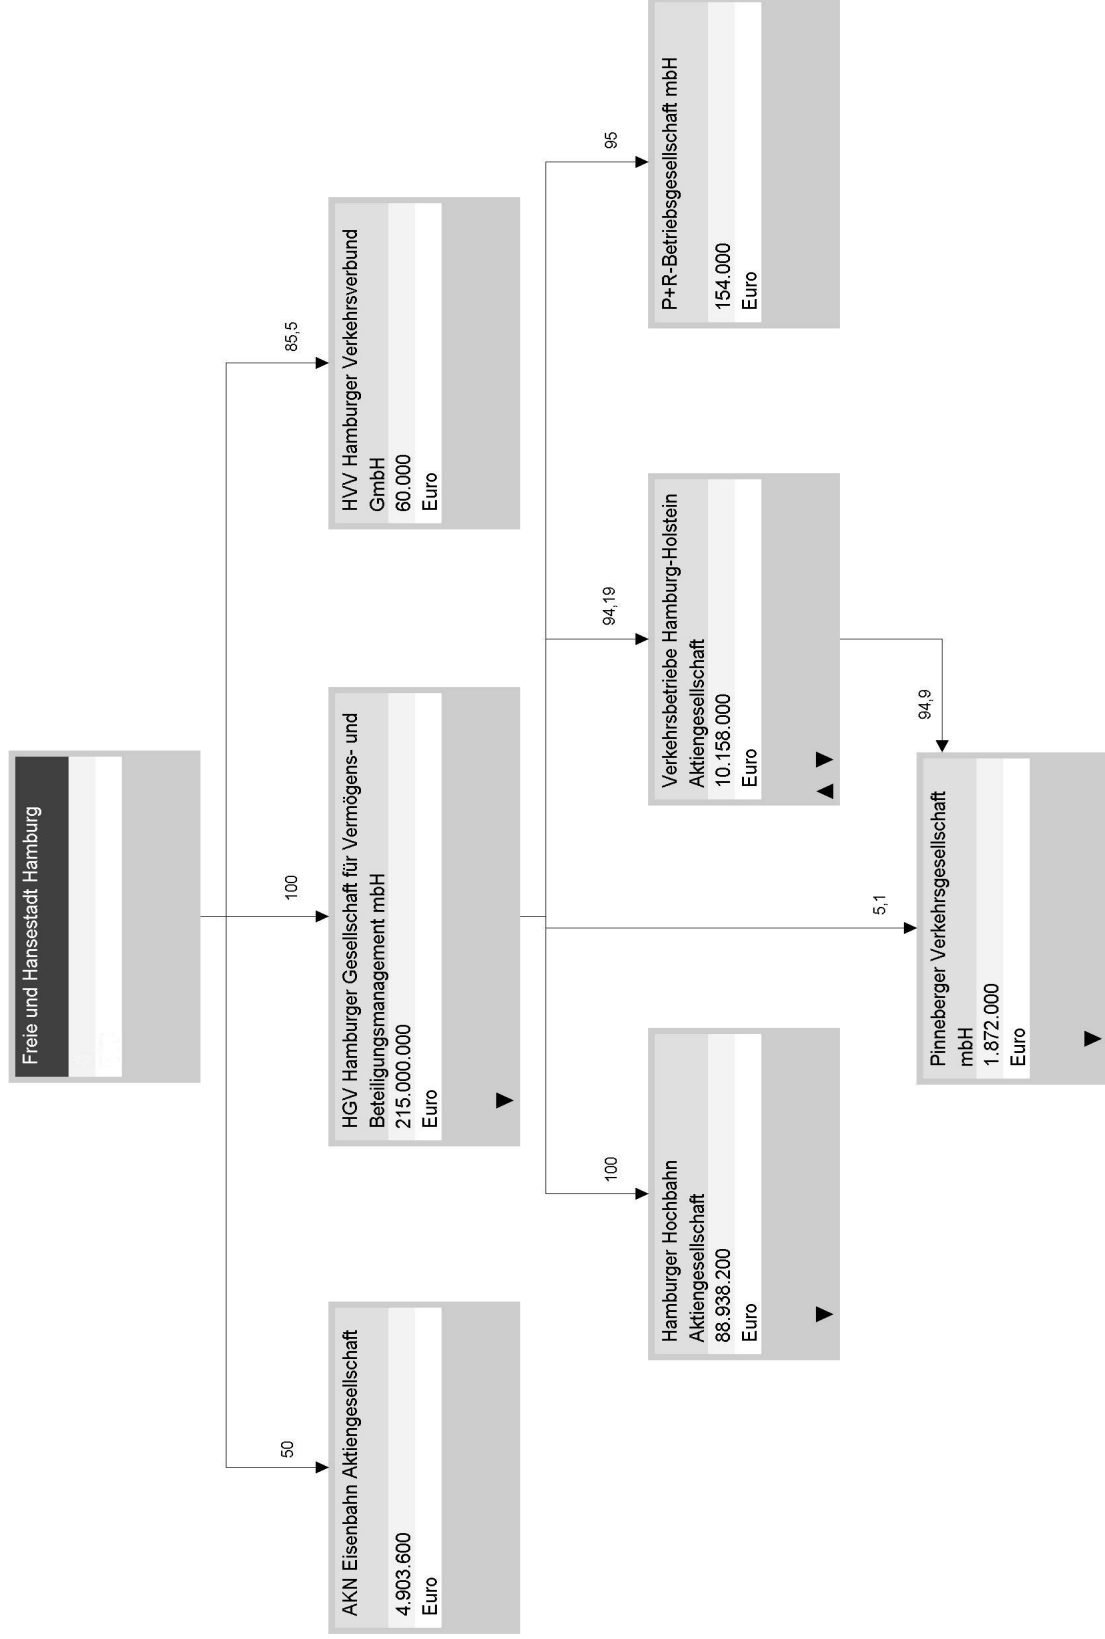 Freie und Hansestadt Hamburg
50
100
85,5
AKN Eisenbahn Aktiengesellschaft
4.903.600
Euro
HGV Hamburger Gesellschaft für Vermögens- und
Beteiligungsmanagement mbH
215.000.000
Euro
HVV Hamburger Verkehrsverbund
GmbH
60.000
Euro
100
94,19
95
Hamburger Hochbahn
Aktiengesellschaft
88.938.200
Euro
Verkehrsbetriebe Hamburg-Holstein
Aktiengesellschaft
10.158.000
Euro
P+R-Betriebsgesellschaft mbH
154.000
Euro
5,1
94,9
Pinneberger Verkehrsgesellschaft
mbH
1.872.000
Euro